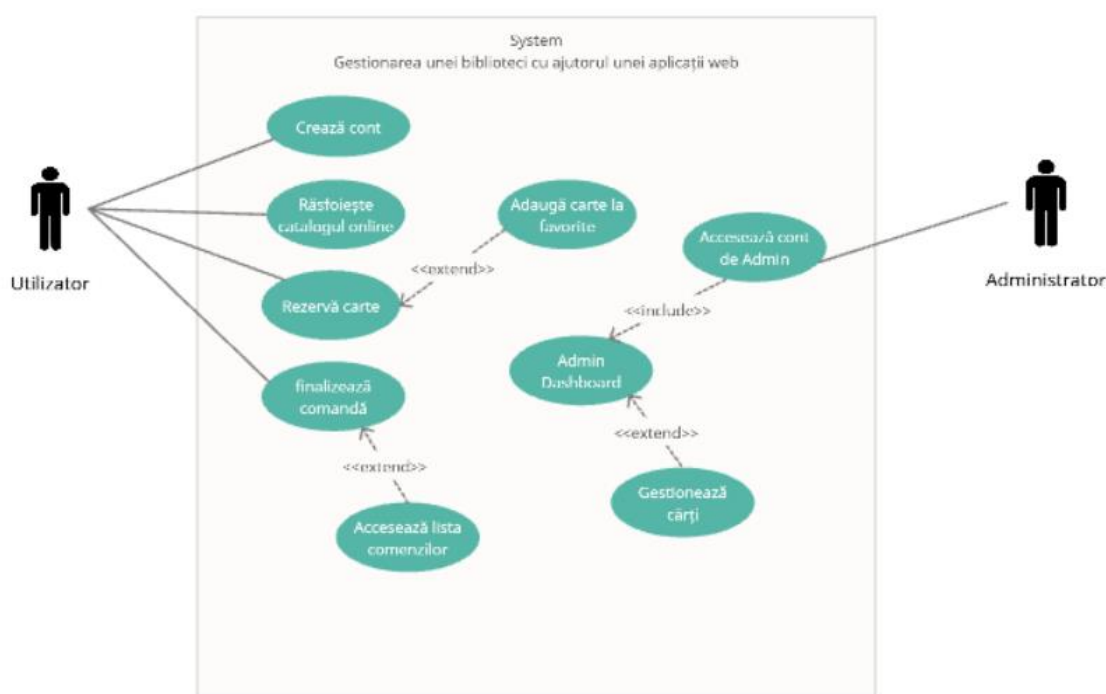 System
Gestionarea unei biblioteci cu ajutorul unei aplicații web
Crează cont
Răsfoiește
catalogul online
Adaugă carte la
favorite
Accesează cont
de Admin
<<extend>>
Utilizator
Administrator
Rezervă carte
<<include>>
Admin
Dashboard
finalizează
comandă
<<extend>>
<<extend>>
Gestionează
cărți
Accesează lista
comenzilor